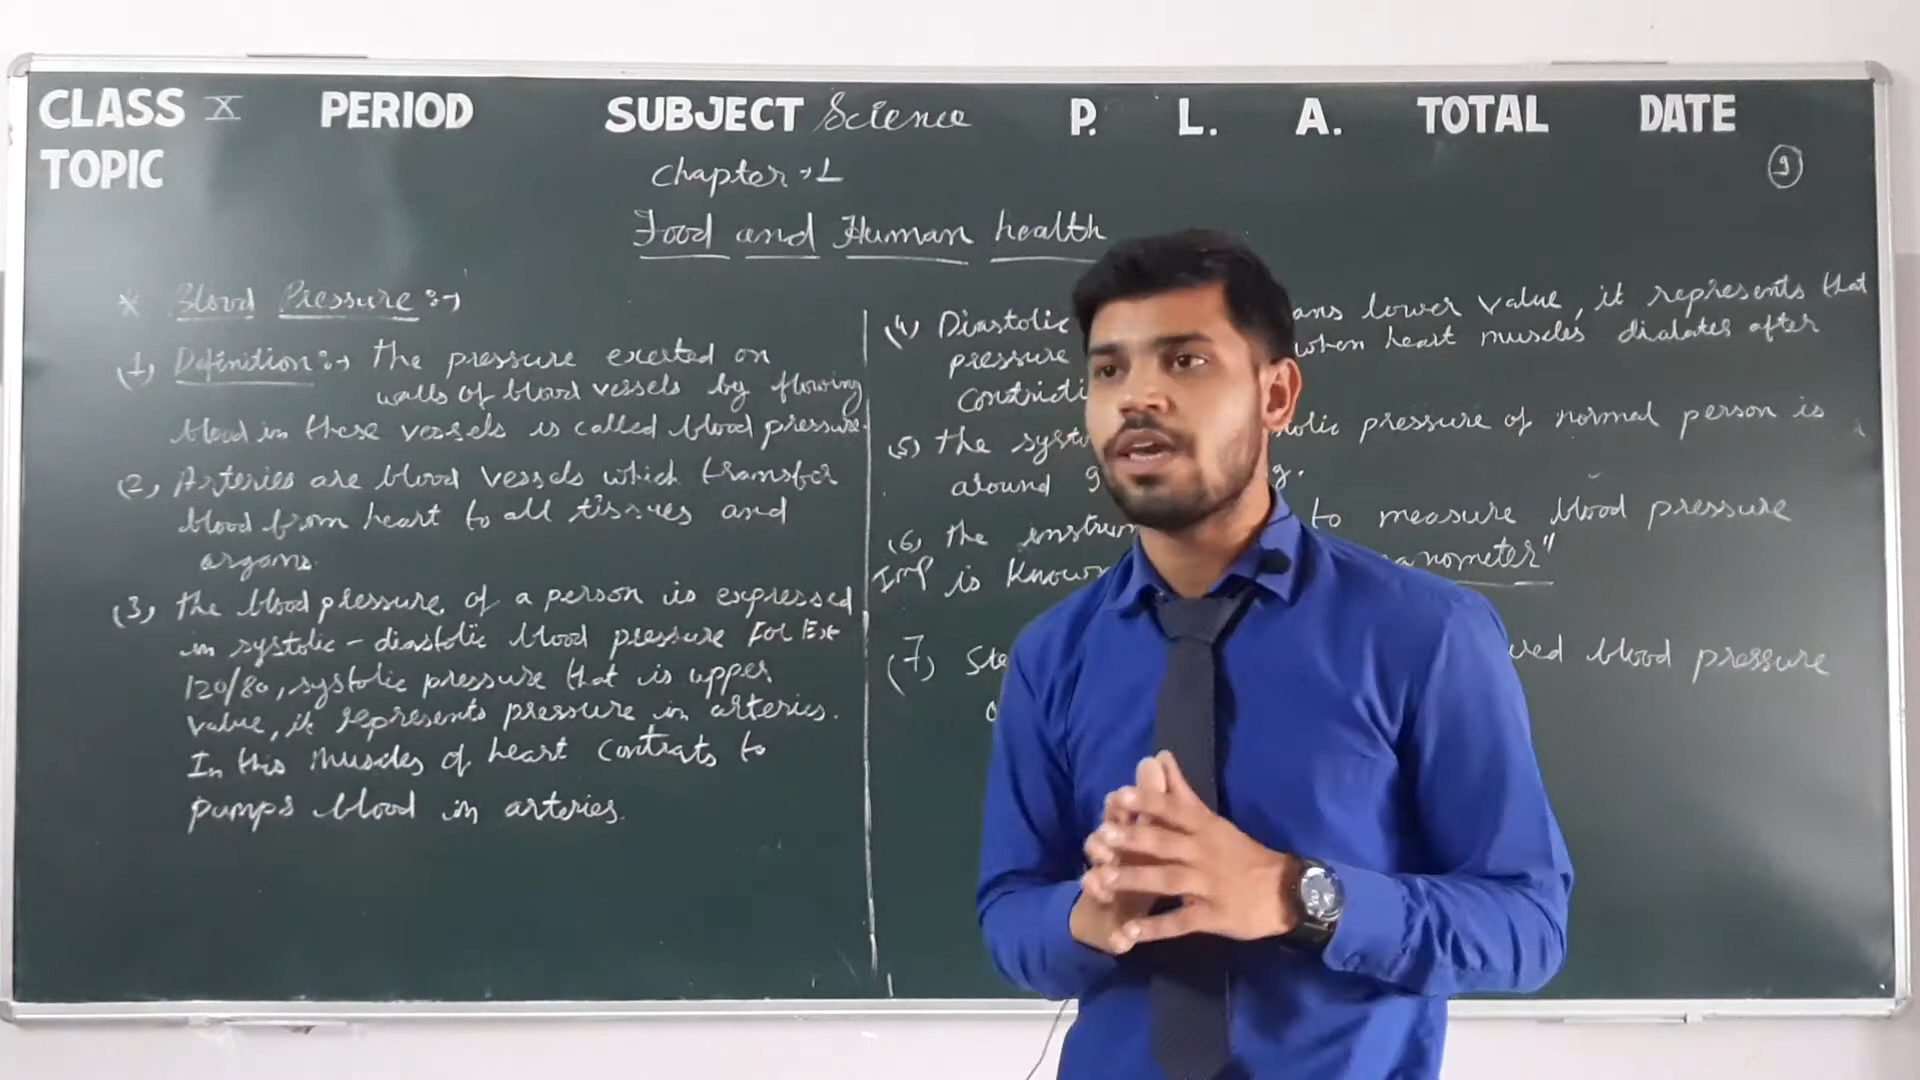 CLASS X PERIOD SUBJECT Science P. L. A. TOTAL DATE
TOPIC
Chapter :- 1
9
Food and Human health
* Blood Pressure :-
(1) Definition :- The pressure exerted on
walls of blood vessels by flowing
blood in these vessels is called blood pressure.
(2) Arteries are blood vessels which transfer
blood from heart to all tissues and
organs.
(3) the blood pressure of a person is expressed
in systolic - diastolic blood pressure For Ex
120/80, systolic pressure that is upper
value, it represents pressure in arteries.
In this Muscles of heart contrats to
pumps blood in arteries.
(4) Diastolic lower value, it represents that
pressure when heart muscles dialates after
(5) the pressure of normal person is
around
(6) the to measure blood pressure
Imp is known
(7) blood pressure